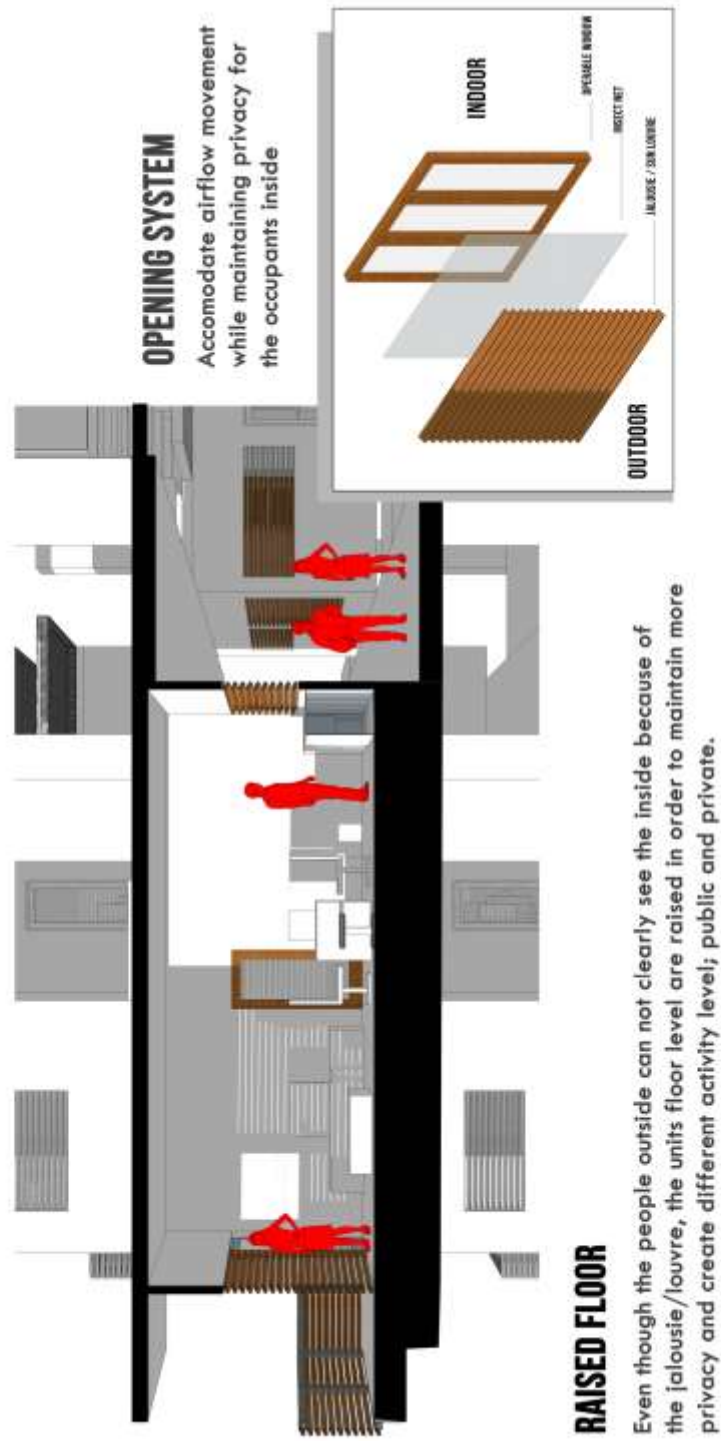 OPENING SYSTEM
Accomodate airflow movement
while maintaining privacy for
the occupants inside
INDOOR
OPERABLE WINDOW
INSECT NET
JALOUSIE / SUN LOUVRE
OUTDOOR
RAISED FLOOR
Even though the people outside can not clearly see the inside because of
the jalousie/louvre, the units floor level are raised in order to maintain more
privacy and create different activity level; public and private.